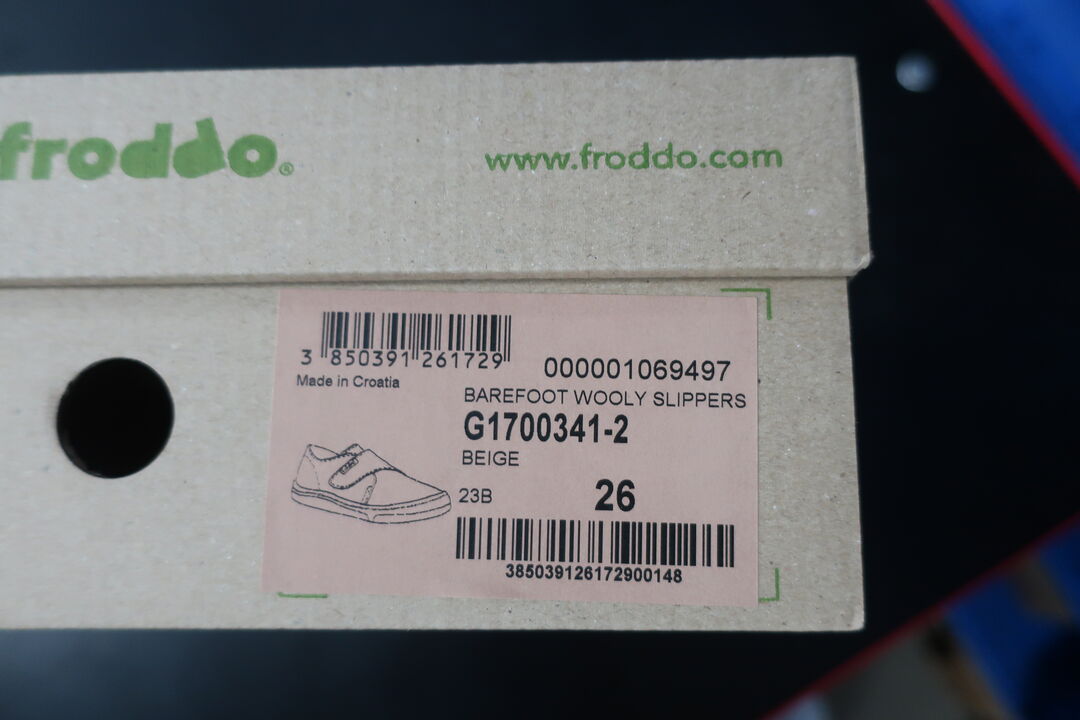 froddo®
www.froddo.com
3 850391 261729
000001069497
Made in Croatia
BAREFOOT WOOLY SLIPPERS
G1700341-2
BEIGE
23B
26
385039126172900148